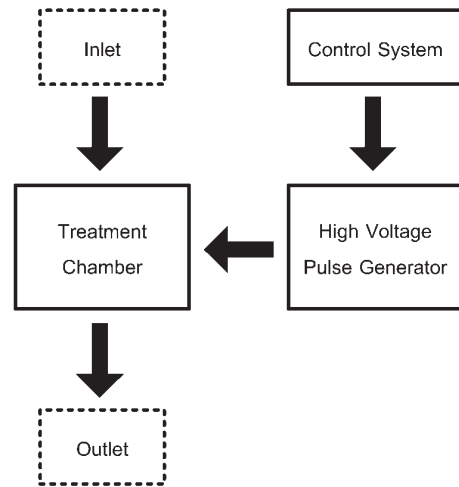 Inlet
Control System
Treatment
Chamber
High Voltage
Pulse Generator
Outlet